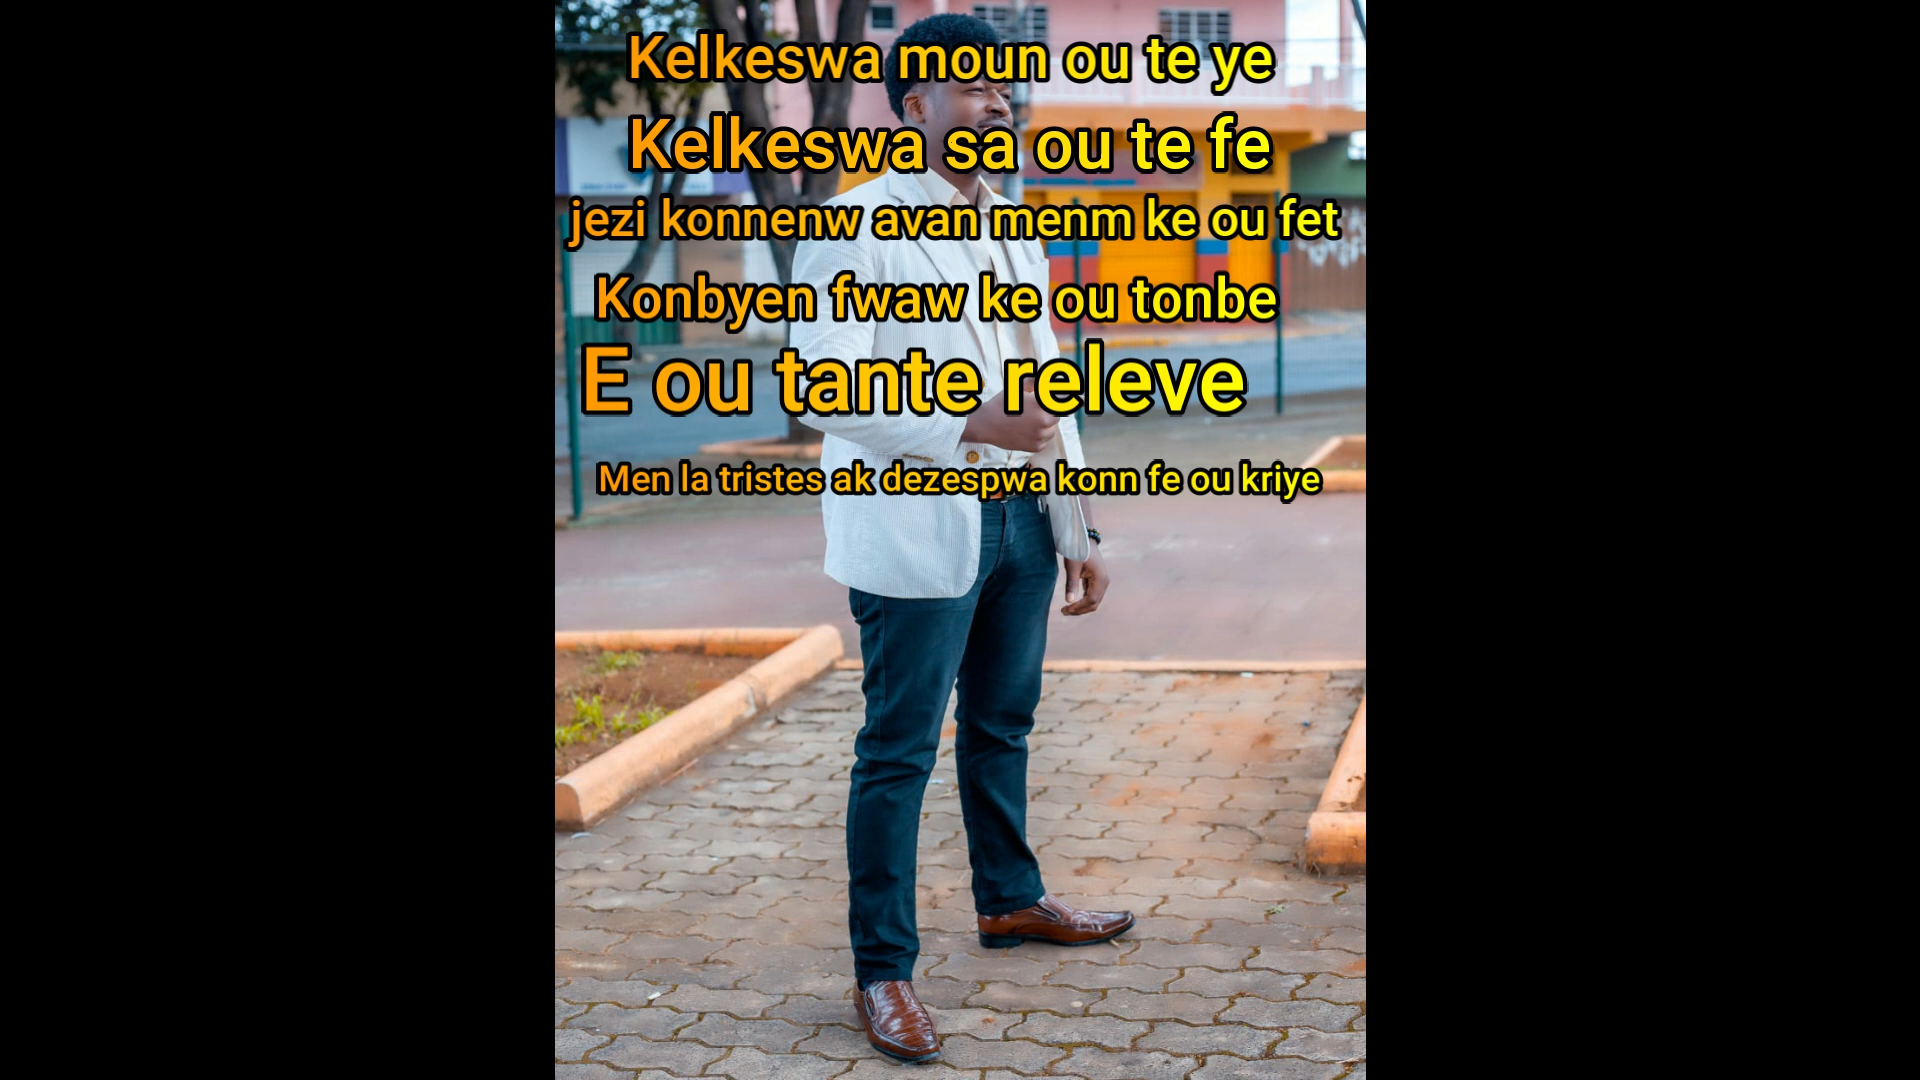 Kelkeswa moun ou te ye
Kelkeswa sa ou te fe
jezi konnenw avan menm ke ou fet
Konbyen fwaw ke ou tonbe
E ou tante releve
Men la tristes ak dezespwa konn fe ou kriye